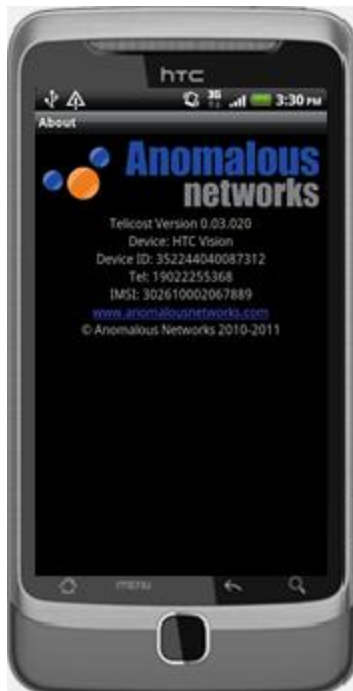 hTC
3G 3:30 PM
About
Anomalous
networks
Telicost Version 0.03.020
Device: HTC Vision
Device ID: 352244040087312
Tel: 19022255368
IMSI: 302610002067889
www.anomalousnetworks.com
© Anomalous Networks 2010-2011
menu